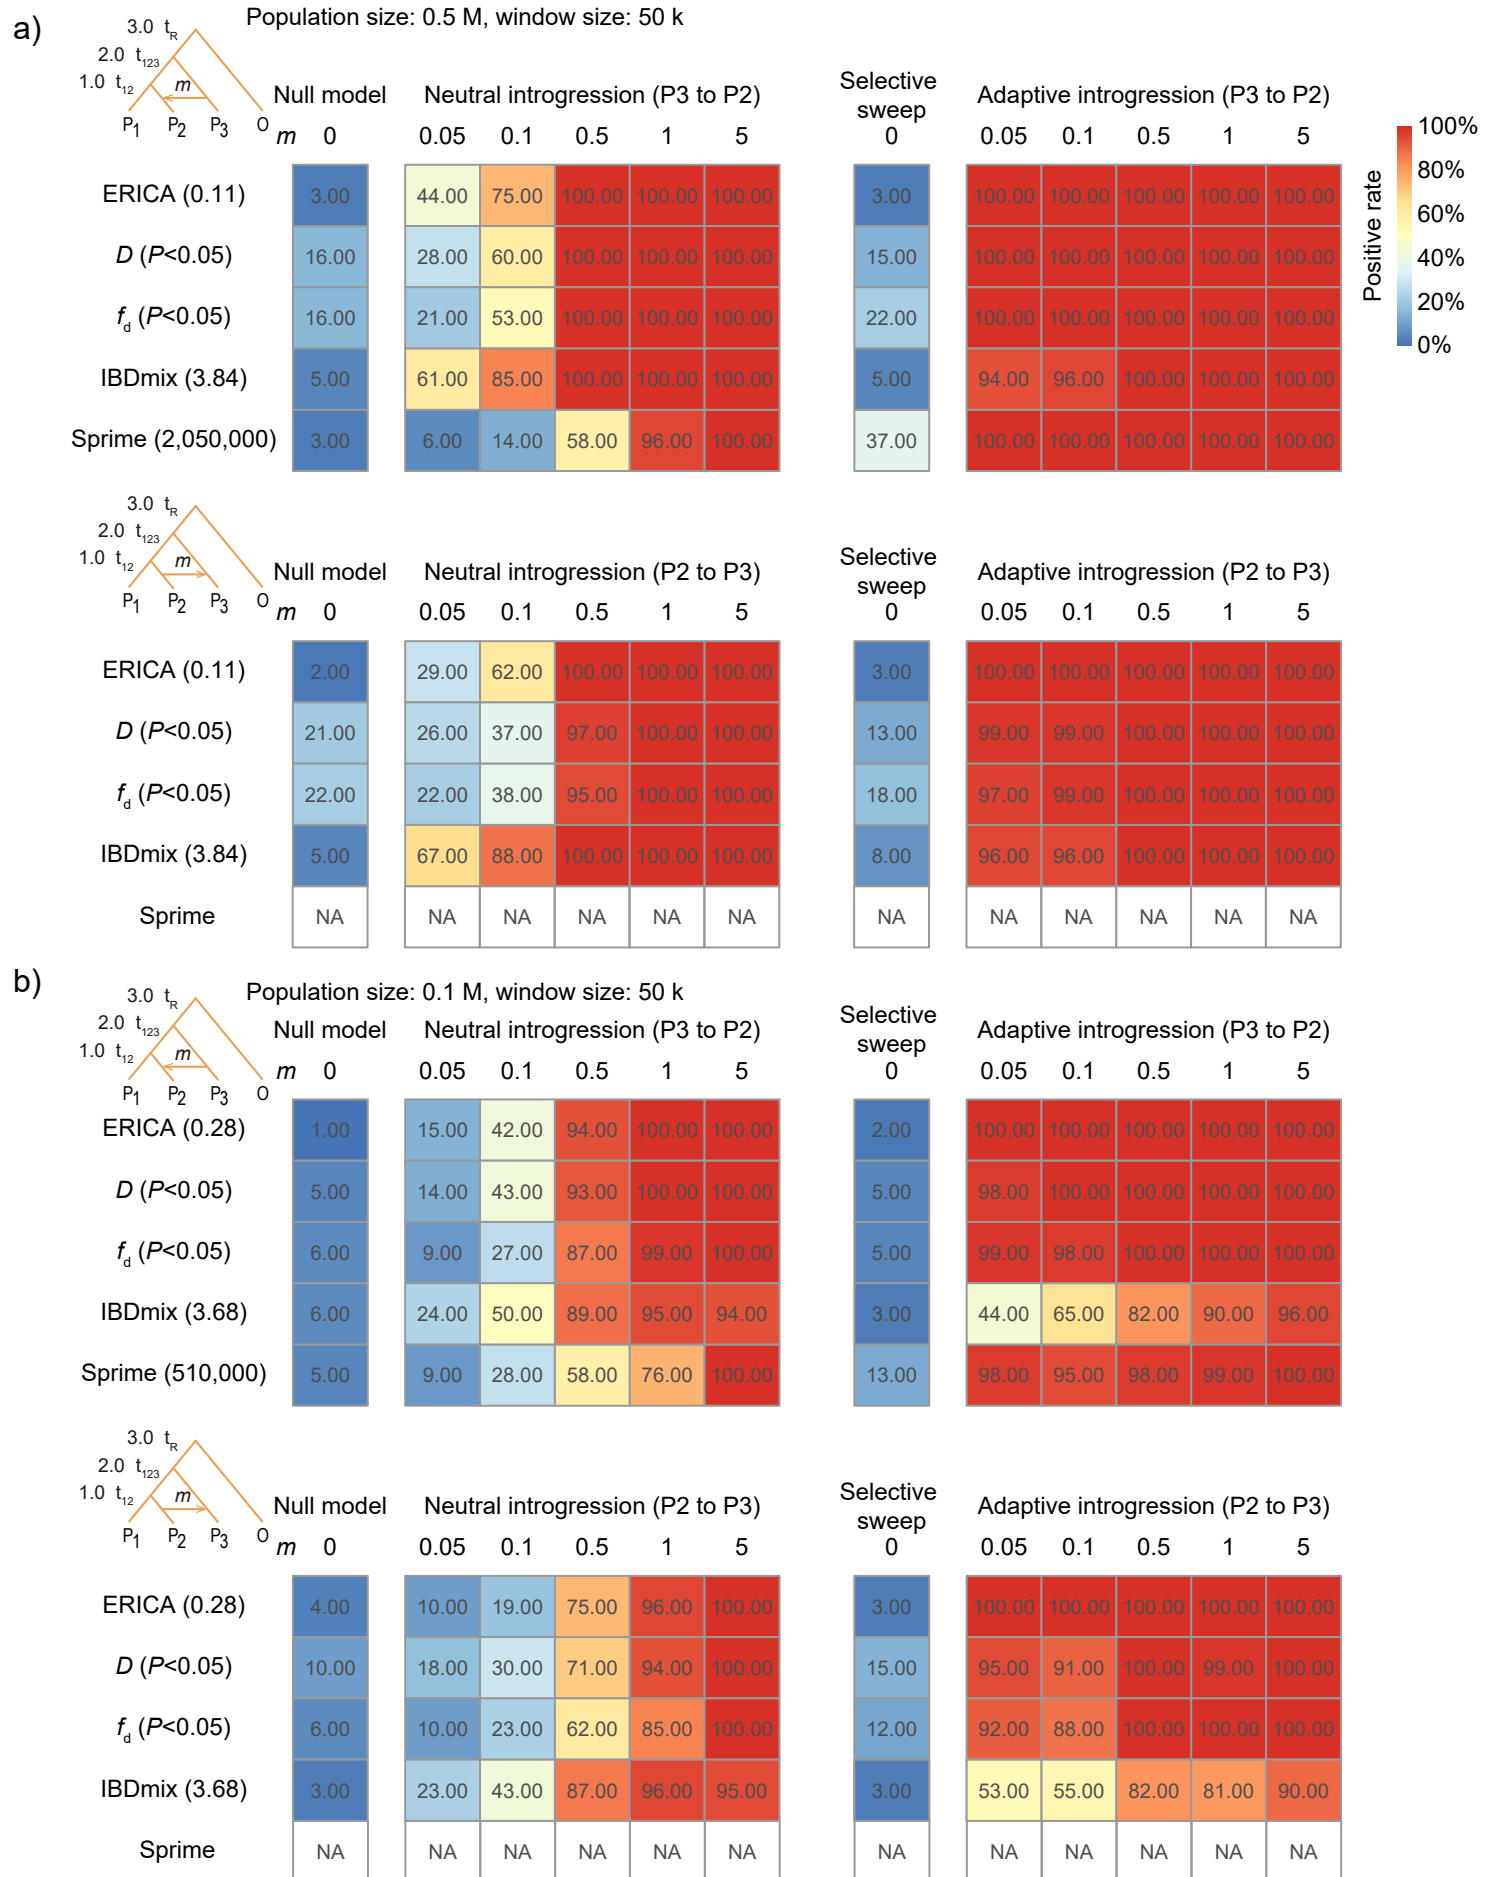 a)
Population size: 0.5 M, window size: 50 k
3.0 tR
2.0 t123
1.0 t12
m
P1 P2 P3 O
Null model Neutral introgression (P3 to P2) Selective sweep Adaptive introgression (P3 to P2)
m 0 0.05 0.1 0.5 1 5 0 0.05 0.1 0.5 1 5
ERICA (0.11) 3.00 44.00 75.00 100.00 100.00 100.00 3.00 100.00 100.00 100.00 100.00 100.00
D (P<0.05) 16.00 28.00 60.00 100.00 100.00 100.00 15.00 100.00 100.00 100.00 100.00 100.00
fd (P<0.05) 16.00 21.00 53.00 100.00 100.00 100.00 22.00 100.00 100.00 100.00 100.00 100.00
IBDmix (3.84) 5.00 61.00 85.00 100.00 100.00 100.00 5.00 94.00 96.00 100.00 100.00 100.00
Sprime (2,050,000) 3.00 6.00 14.00 58.00 96.00 100.00 37.00 100.00 100.00 100.00 100.00 100.00
Positive rate
100%
80%
60%
40%
20%
0%
3.0 tR
2.0 t123
1.0 t12
m
P1 P2 P3 O
Null model Neutral introgression (P2 to P3) Selective sweep Adaptive introgression (P2 to P3)
m 0 0.05 0.1 0.5 1 5 0 0.05 0.1 0.5 1 5
ERICA (0.11) 2.00 29.00 62.00 100.00 100.00 100.00 3.00 100.00 100.00 100.00 100.00 100.00
D (P<0.05) 21.00 26.00 37.00 97.00 100.00 100.00 13.00 99.00 99.00 100.00 100.00 100.00
fd (P<0.05) 22.00 22.00 38.00 95.00 100.00 100.00 18.00 97.00 99.00 100.00 100.00 100.00
IBDmix (3.84) 5.00 67.00 88.00 100.00 100.00 100.00 8.00 96.00 96.00 100.00 100.00 100.00
Sprime NA NA NA NA NA NA NA NA NA NA NA NA
b)
Population size: 0.1 M, window size: 50 k
3.0 tR
2.0 t123
1.0 t12
m
P1 P2 P3 O
Null model Neutral introgression (P3 to P2) Selective sweep Adaptive introgression (P3 to P2)
m 0 0.05 0.1 0.5 1 5 0 0.05 0.1 0.5 1 5
ERICA (0.28) 1.00 15.00 42.00 94.00 100.00 100.00 2.00 100.00 100.00 100.00 100.00 100.00
D (P<0.05) 5.00 14.00 43.00 93.00 100.00 100.00 5.00 98.00 100.00 100.00 100.00 100.00
fd (P<0.05) 6.00 9.00 27.00 87.00 99.00 100.00 5.00 99.00 98.00 100.00 100.00 100.00
IBDmix (3.68) 6.00 24.00 50.00 89.00 95.00 94.00 3.00 44.00 65.00 82.00 90.00 96.00
Sprime (510,000) 5.00 9.00 28.00 58.00 76.00 100.00 13.00 98.00 95.00 98.00 99.00 100.00
3.0 tR
2.0 t123
1.0 t12
m
P1 P2 P3 O
Null model Neutral introgression (P2 to P3) Selective sweep Adaptive introgression (P2 to P3)
m 0 0.05 0.1 0.5 1 5 0 0.05 0.1 0.5 1 5
ERICA (0.28) 4.00 10.00 19.00 75.00 96.00 100.00 3.00 100.00 100.00 100.00 100.00 100.00
D (P<0.05) 10.00 18.00 30.00 71.00 94.00 100.00 15.00 95.00 91.00 100.00 99.00 100.00
fd (P<0.05) 6.00 10.00 23.00 62.00 85.00 100.00 12.00 92.00 88.00 100.00 100.00 100.00
IBDmix (3.68) 3.00 23.00 43.00 87.00 96.00 95.00 3.00 53.00 55.00 82.00 81.00 90.00
Sprime NA NA NA NA NA NA NA NA NA NA NA NA